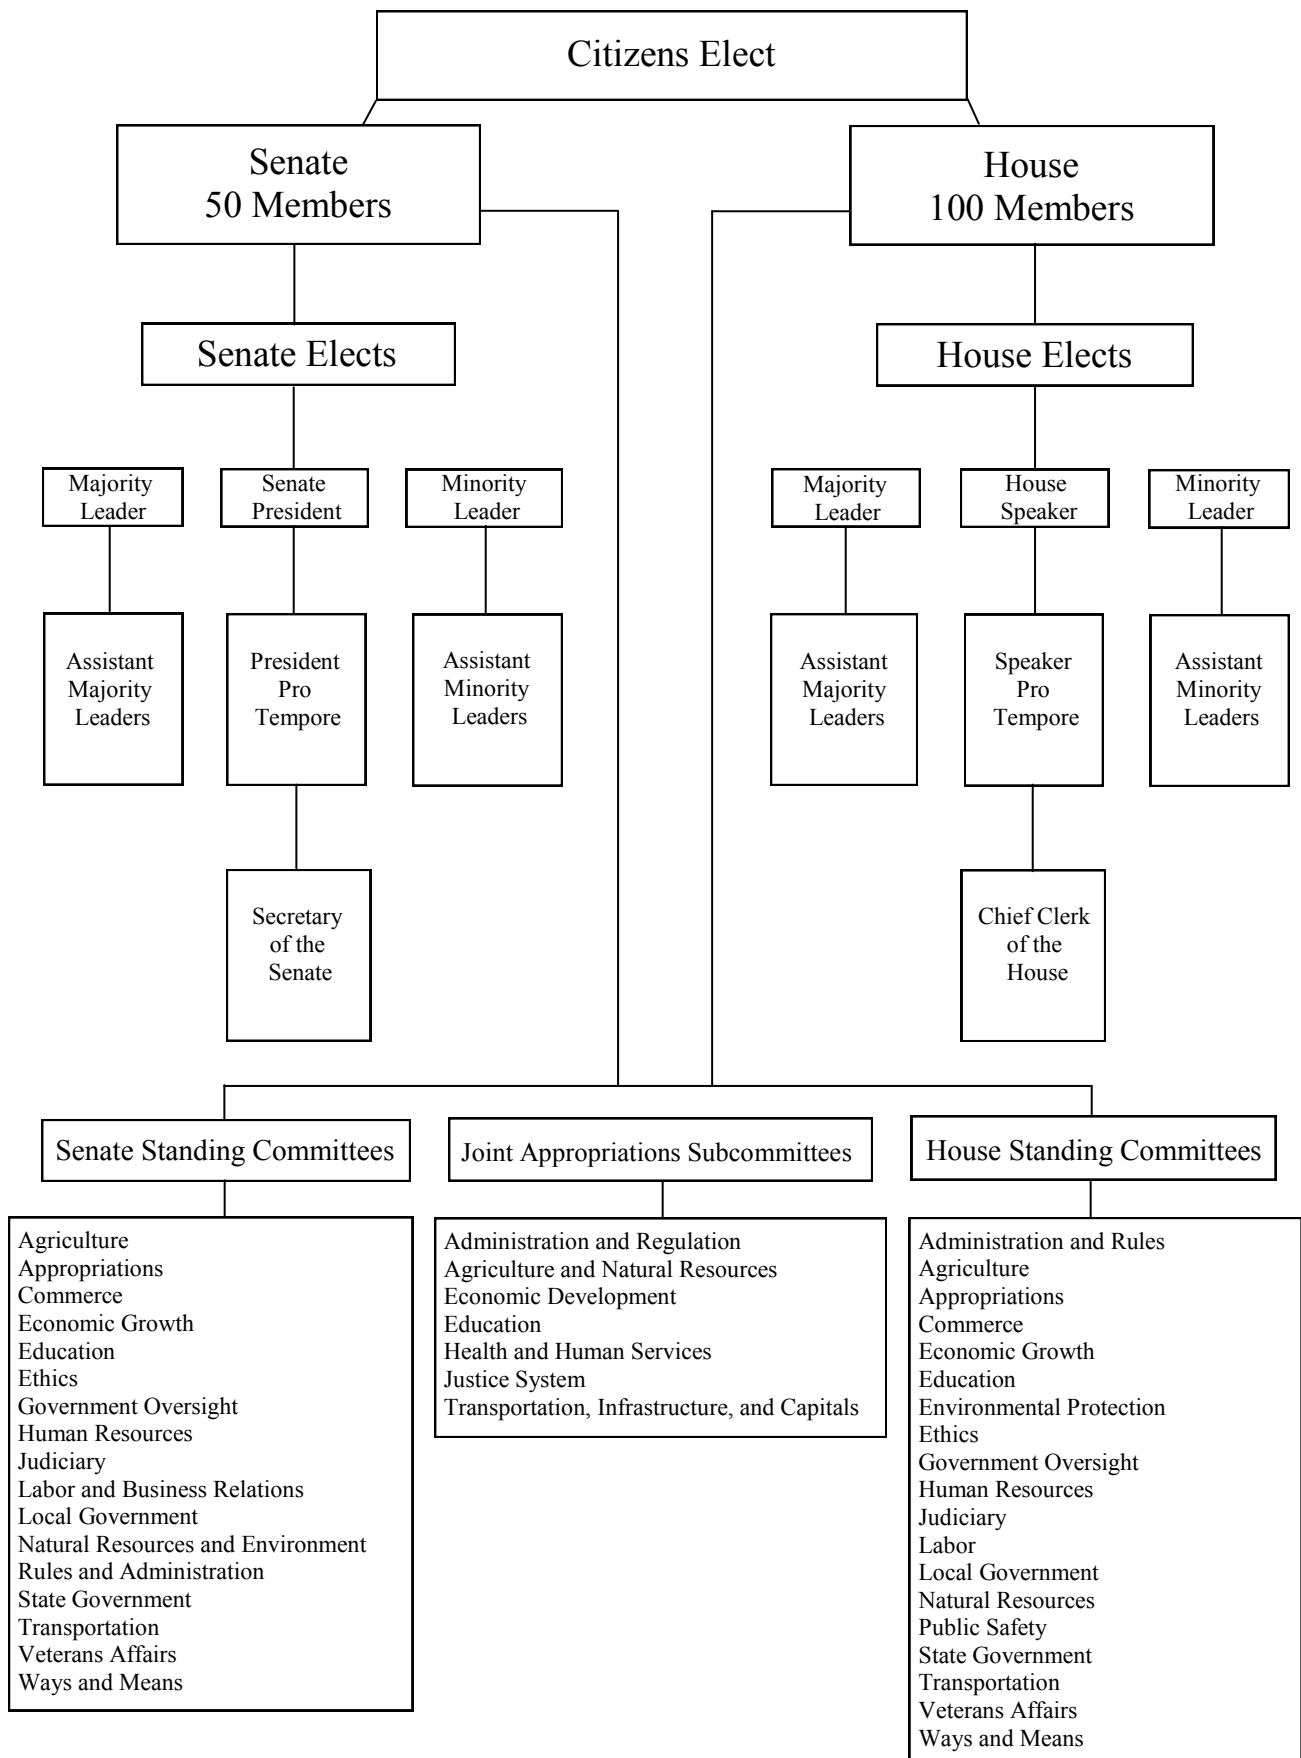 Citizens Elect
Senate
50 Members
House
100 Members
Senate Elects
House Elects
Majority
Leader
Senate
President
Minority
Leader
Majority
Leader
House
Speaker
Minority
Leader
Assistant
Majority
Leaders
President
Pro
Tempore
Assistant
Minority
Leaders
Assistant
Majority
Leaders
Speaker
Pro
Tempore
Assistant
Minority
Leaders
Secretary
of the
Senate
Chief Clerk
of the
House
Senate Standing Committees
Joint Appropriations Subcommittees
House Standing Committees
Agriculture
Appropriations
Commerce
Economic Growth
Education
Ethics
Government Oversight
Human Resources
Judiciary
Labor and Business Relations
Local Government
Natural Resources and Environment
Rules and Administration
State Government
Transportation
Veterans Affairs
Ways and Means
Administration and Regulation
Agriculture and Natural Resources
Economic Development
Education
Health and Human Services
Justice System
Transportation, Infrastructure, and Capitals
Administration and Rules
Agriculture
Appropriations
Commerce
Economic Growth
Education
Environmental Protection
Ethics
Government Oversight
Human Resources
Judiciary
Labor
Local Government
Natural Resources
Public Safety
State Government
Transportation
Veterans Affairs
Ways and Means